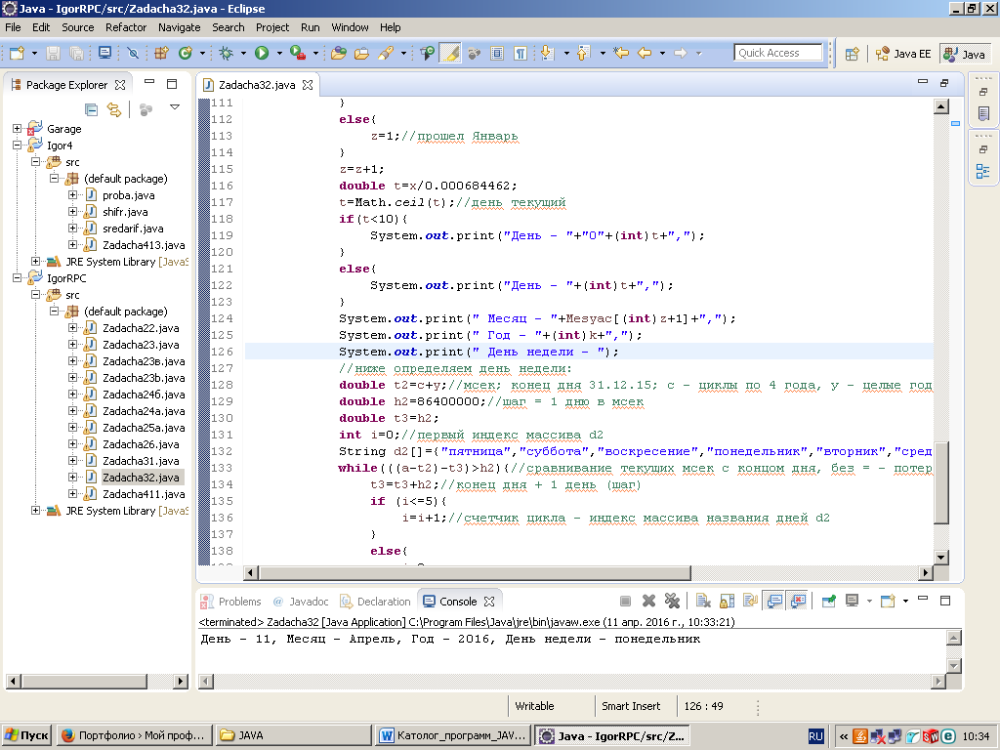 Java - IgorRPC/src/Zadacha32.java - Eclipse
File Edit Source Refactor Navigate Search Project Run Window Help
Quick Access Java EE Java
Package Explorer
Garage
Igor4
src
(default package)
proba.java
shifr.java
sredarif.java
Zadacha413.java
JRE System Library [JavaS
IgorRPC
src
(default package)
Zadacha22.java
Zadacha23.java
Zadacha23в.java
Zadacha23b.java
Zadacha246.java
Zadacha24a.java
Zadacha25a.java
Zadacha26.java
Zadacha31.java
Zadacha32.java
Zadacha411.java
JRE System Library [JavaS
Zadacha32.java
111 }
112 else{
113 z=1;//прошел Январь
114 }
115 z=z+1;
116 double t=x/0.000684462;
117 t=Math.ceil(t);//день текущий
118 if(t<10){
119 System.out.print("День - "+"0"+(int)t+",");
120 }
121 else{
122 System.out.print("День - "+(int)t+",");
123 }
124 System.out.print(" Месяц - "+Mesyac[(int)z+1]+",");
125 System.out.print(" Год - "+(int)k+",");
126 System.out.print(" День недели - ");
127 //ниже определяем день недели:
128 double t2=c+y;//мсек; конец дня 31.12.15; с - циклы по 4 года, у - целые год
129 double h2=86400000;//шаг = 1 дню в мсек
130 double t3=h2;
131 int i=0;//первый индекс массива d2
132 String d2[]={"пятница","суббота","воскресение","понедельник","вторник","сред
133 while(((a-t2)-t3)>h2){//сравнивание текущих мсек с концом дня, без = - потер
134 t3=t3+h2;//конец дня + 1 день (шаг)
135 if (i<=5){
136 i=i+1;//счетчик цикла - индекс массива названия дней d2
137 }
138 else{
Problems Javadoc Declaration Console
<terminated> Zadacha32 [Java Application] C:\Program Files\Java\jre\bin\javaw.exe (11 апр. 2016 г., 10:33:21)
День - 11, Месяц - Апрель, Год - 2016, День недели - понедельник
Writable Smart Insert 126 : 49
Пуск Портфолио › Мой проф... JAVA Католог_программ_JAV... Java - IgorRPC/src/Z... RU « 10:34